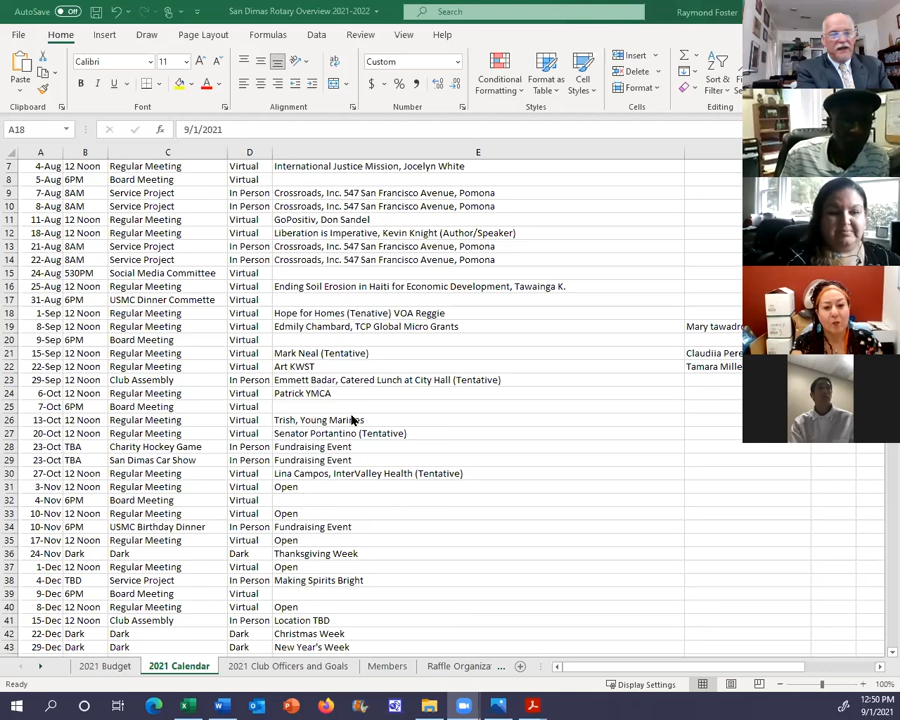 AutoSave Off San Dimas Rotary Overview 2021-2022 Search Raymond Foster
File Home Insert Draw Page Layout Formulas Data Review View Help
Paste Calibri 11 Custom Conditional Formatting Format as Table Cell Styles Insert Delete Format Sort &
Clipboard Font Alignment Number Styles Cells Editing
A18 fx 9/1/2021
A B C D E
7 4-Aug 12 Noon Regular Meeting Virtual International Justice Mission, Jocelyn White
8 5-Aug 6PM Board Meeting Virtual
9 7-Aug 8AM Service Project In Person Crossroads, Inc. 547 San Francisco Avenue, Pomona
10 8-Aug 8AM Service Project In Person Crossroads, Inc. 547 San Francisco Avenue, Pomona
11 11-Aug 12 Noon Regular Meeting Virtual GoPositiv, Don Sandel
12 18-Aug 12 Noon Regular Meeting Virtual Liberation is Imperative, Kevin Knight (Author/Speaker)
13 21-Aug 8AM Service Project In Person Crossroads, Inc. 547 San Francisco Avenue, Pomona
14 22-Aug 8AM Service Project In Person Crossroads, Inc. 547 San Francisco Avenue, Pomona
15 24-Aug 530PM Social Media Committee Virtual
16 25-Aug 12 Noon Regular Meeting Virtual Ending Soil Erosion in Haiti for Economic Development, Tawainga K.
17 31-Aug 6PM USMC Dinner Commette Virtual
18 1-Sep 12 Noon Regular Meeting Virtual Hope for Homes (Tenative) VOA Reggie
19 8-Sep 12 Noon Regular Meeting Virtual Edmily Chambard, TCP Global Micro Grants Mary tawadro
20 9-Sep 6PM Board Meeting Virtual
21 15-Sep 12 Noon Regular Meeting Virtual Mark Neal (Tentative) Claudiia Pere
22 22-Sep 12 Noon Regular Meeting Virtual Art KWST Tamara Mille
23 29-Sep 12 Noon Club Assembly In Person Emmett Badar, Catered Lunch at City Hall (Tentative)
24 6-Oct 12 Noon Regular Meeting Virtual Patrick YMCA
25 7-Oct 6PM Board Meeting Virtual
26 13-Oct 12 Noon Regular Meeting Virtual Trish, Young Marines
27 20-Oct 12 Noon Regular Meeting Virtual Senator Portantino (Tentative)
28 23-Oct TBA Charity Hockey Game In Person Fundraising Event
29 23-Oct TBA San Dimas Car Show In Person Fundraising Event
30 27-Oct 12 Noon Regular Meeting Virtual Lina Campos, InterValley Health (Tentative)
31 3-Nov 12 Noon Regular Meeting Virtual Open
32 4-Nov 6PM Board Meeting Virtual
33 10-Nov 12 Noon Regular Meeting Virtual Open
34 10-Nov 6PM USMC Birthday Dinner In Person Fundraising Event
35 17-Nov 12 Noon Regular Meeting Virtual Open
36 24-Nov Dark Dark Dark Thanksgiving Week
37 1-Dec 12 Noon Regular Meeting Virtual Open
38 4-Dec TBD Service Project In Person Making Spirits Bright
39 9-Dec 6PM Board Meeting Virtual
40 8-Dec 12 Noon Regular Meeting Virtual Open
41 15-Dec 12 Noon Club Assembly In Person Location TBD
42 22-Dec Dark Dark Dark Christmas Week
43 29-Dec Dark Dark Dark New Year's Week
2021 Budget 2021 Calendar 2021 Club Officers and Goals Members Raffle Organiza ...
Ready Display Settings 100%
12:50 PM
9/1/2021